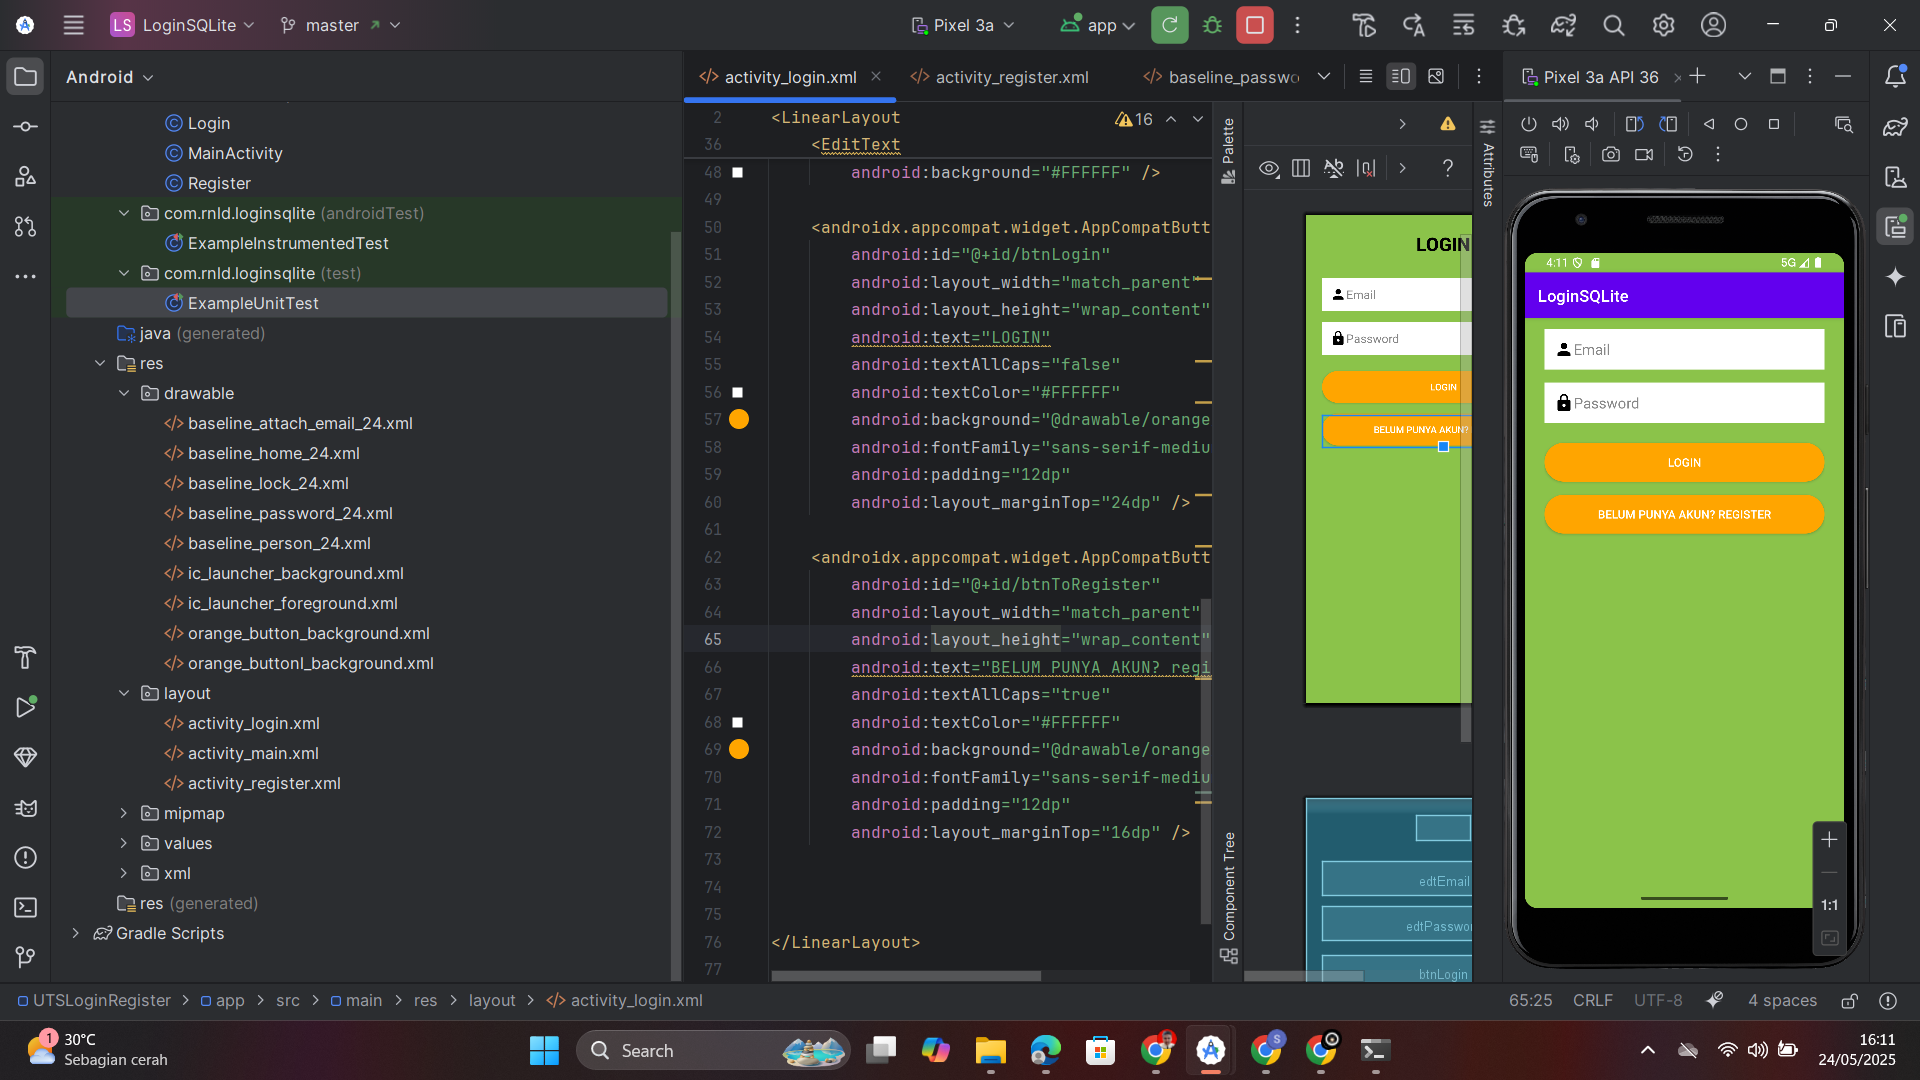 LS LoginSQLite master Pixel 3a app
Android
activity_login.xml activity_register.xml baseline_passwo
Pixel 3a API 36
Login
MainActivity
Register
com.rnld.loginsqlite (androidTest)
ExampleInstrumentedTest
com.rnld.loginsqlite (test)
ExampleUnitTest
java (generated)
res
drawable
baseline_attach_email_24.xml
baseline_home_24.xml
baseline_lock_24.xml
baseline_password_24.xml
baseline_person_24.xml
ic_launcher_background.xml
ic_launcher_foreground.xml
orange_button_background.xml
orange_buttonl_background.xml
layout
activity_login.xml
activity_main.xml
activity_register.xml
mipmap
values
xml
res (generated)
Gradle Scripts
16
2 <LinearLayout
36 <EditText
48 android:background="#FFFFFF" />
49
50 <androidx.appcompat.widget.AppCompatButt
51 android:id="@+id/btnLogin"
52 android:layout_width="match_parent"
53 android:layout_height="wrap_content"
54 android:text="LOGIN"
55 android:textAllCaps="false"
56 android:textColor="#FFFFFF"
57 android:background="@drawable/orange
58 android:fontFamily="sans-serif-mediu
59 android:padding="12dp"
60 android:layout_marginTop="24dp" />
61
62 <androidx.appcompat.widget.AppCompatButt
63 android:id="@+id/btnToRegister"
64 android:layout_width="match_parent"
65 android:layout_height="wrap_content"
66 android:text="BELUM PUNYA AKUN? regi
67 android:textAllCaps="true"
68 android:textColor="#FFFFFF"
69 android:background="@drawable/orange
70 android:fontFamily="sans-serif-mediu
71 android:padding="12dp"
72 android:layout_marginTop="16dp" />
73
74
75
76 </LinearLayout>
77
Palette
Component Tree
?
LOGIN
Email
Password
LOGIN
BELUM PUNYA AKUN?
edtEmail
edtPasswor
btnLogin
Attributes
4:11 5G
LoginSQLite
Email
Password
LOGIN
BELUM PUNYA AKUN? REGISTER
1:1
UTSLoginRegister > app > src > main > res > layout > activity_login.xml
65:25 CRLF UTF-8 4 spaces
1
30°C
Sebagian cerah
Search
S
16:11
24/05/2025